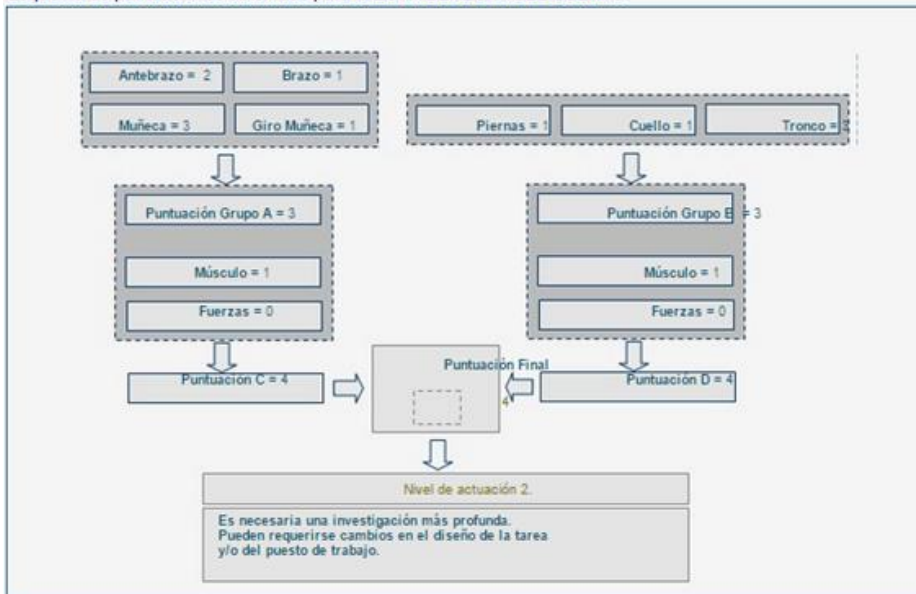 Antebrazo = 2
Brazo = 1
Muñeca = 3
Giro Muñeca = 1
Piernas = 1
Cuello = 1
Tronco =
Puntuación Grupo A = 3
Músculo = 1
Fuerzas = 0
Puntuación Grupo = 3
Músculo = 1
Fuerzas = 0
Puntuación C = 4
Puntuación Final
4
Puntuación D = 4
Nivel de actuación 2.
Es necesaria una investigación más profunda.
Pueden requerirse cambios en el diseño de la tarea
y/o del puesto de trabajo.